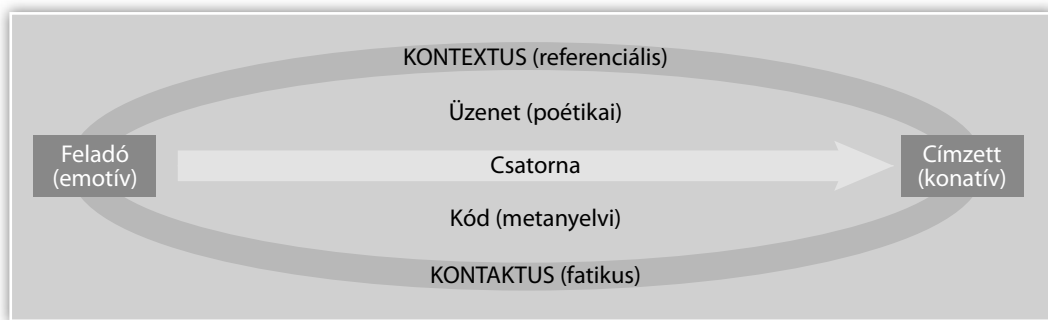 KONTEXTUS (referenciális)
Üzenet (poétikai)
Feladó
(emotív)
Csatorna
Címzett
(konatív)
Kód (metanyelvi)
KONTAKTUS (fatikus)